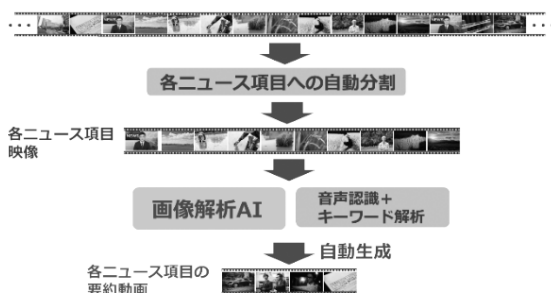 各ニュース項目への自動分割
各ニュース項目
映像
画像解析AI
音声認識＋
キーワード解析
自動生成
各ニュース項目の
要約動画